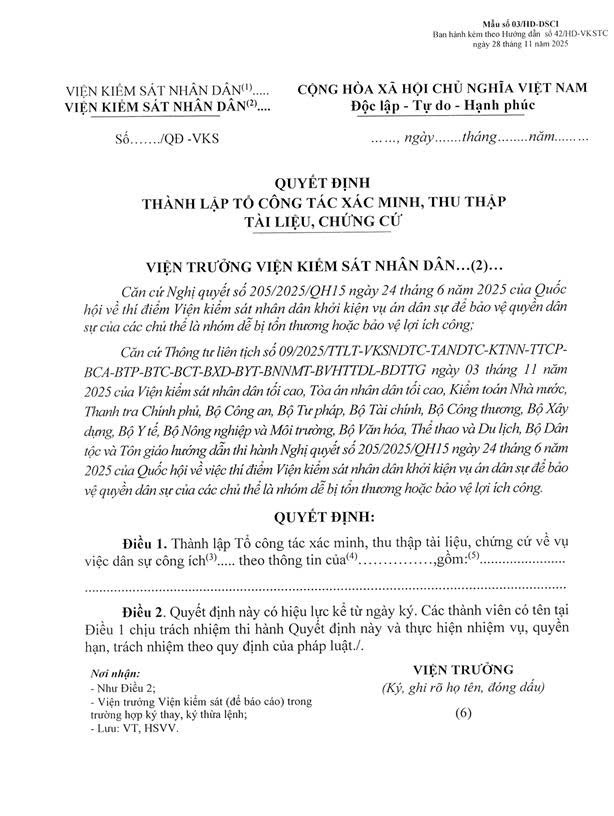 Mẫu số 03/HD-DSCI
Ban hành kèm theo Hướng dẫn số 42/HD-VKSTC
ngày 28 tháng 11 năm 2025
VIỆN KIỂM SÁT NHÂN DÂN(1).....
VIỆN KIỂM SÁT NHÂN DÂN(2)....
Số......./QĐ -VKS
CỘNG HÒA XÃ HỘI CHỦ NGHĨA VIỆT NAM
Độc lập - Tự do - Hạnh phúc
......, ngày.......tháng........năm.........
QUYẾT ĐỊNH
THÀNH LẬP TỔ CÔNG TÁC XÁC MINH, THU THẬP
TÀI LIỆU, CHỨNG CỨ
VIỆN TRƯỞNG VIỆN KIỂM SÁT NHÂN DÂN…(2)…
Căn cứ Nghị quyết số 205/2025/QH15 ngày 24 tháng 6 năm 2025 của Quốc
hội về thí điểm Viện kiểm sát nhân dân khởi kiện vụ án dân sự để bảo vệ quyền dân
sự của các chủ thể là nhóm dễ bị tổn thương hoặc bảo vệ lợi ích công;
Căn cứ Thông tư liên tịch số 09/2025/TTLT-VKSNDTC-TANDTC-KTNN-TTCP-
BCA-BTP-BTC-BCT-BXD-BYT-BNNMT-BVHTTDL-BDTTG ngày 03 tháng 11 năm
2025 của Viện kiểm sát nhân dân tối cao, Tòa án nhân dân tối cao, Kiểm toán Nhà nước,
Thanh tra Chính phủ, Bộ Công an, Bộ Tư pháp, Bộ Tài chính, Bộ Công thương, Bộ Xây
dựng, Bộ Y tế, Bộ Nông nghiệp và Môi trường, Bộ Văn hóa, Thể thao và Du lịch, Bộ Dân
tộc và Tôn giáo hướng dẫn thi hành Nghị quyết số 205/2025/QH15 ngày 24 tháng 6 năm
2025 của Quốc hội về việc thí điểm Viện kiểm sát nhân dân khởi kiện vụ án dân sự để bảo
vệ quyền dân sự của các chủ thể là nhóm dễ bị tổn thương hoặc bảo vệ lợi ích công.
QUYẾT ĐỊNH:
Điều 1. Thành lập Tổ công tác xác minh, thu thập tài liệu, chứng cứ về vụ
việc dân sự công ích(3)..... theo thông tin của(4)……………,gồm:(5)........................
....................................................................................................................
Điều 2. Quyết định này có hiệu lực kể từ ngày ký. Các thành viên có tên tại
Điều 1 chịu trách nhiệm thi hành Quyết định này và thực hiện nhiệm vụ, quyền
hạn, trách nhiệm theo quy định của pháp luật./.
Nơi nhận:
- Như Điều 2;
- Viện trưởng Viện kiểm sát (để báo cáo) trong
trường hợp ký thay, ký thừa lệnh;
- Lưu: VT, HSVV.
VIỆN TRƯỞNG
(Ký, ghi rõ họ tên, đóng dấu)
(6)